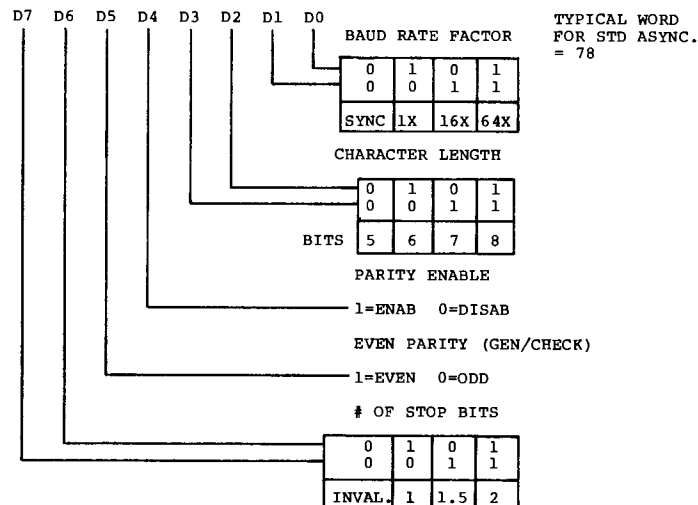 D7 D6 D5 D4 D3 D2 D1 D0
TYPICAL WORD
FOR STD ASYNC.
= 78
BAUD RATE FACTOR
0 1 0 1
0 0 1 1
SYNC 1X 16X 64X
CHARACTER LENGTH
0 1 0 1
0 0 1 1
BITS 5 6 7 8
PARITY ENABLE
1=ENAB 0=DISAB
EVEN PARITY (GEN/CHECK)
1=EVEN 0=ODD
# OF STOP BITS
0 1 0 1
0 0 1 1
INVAL. 1 1.5 2